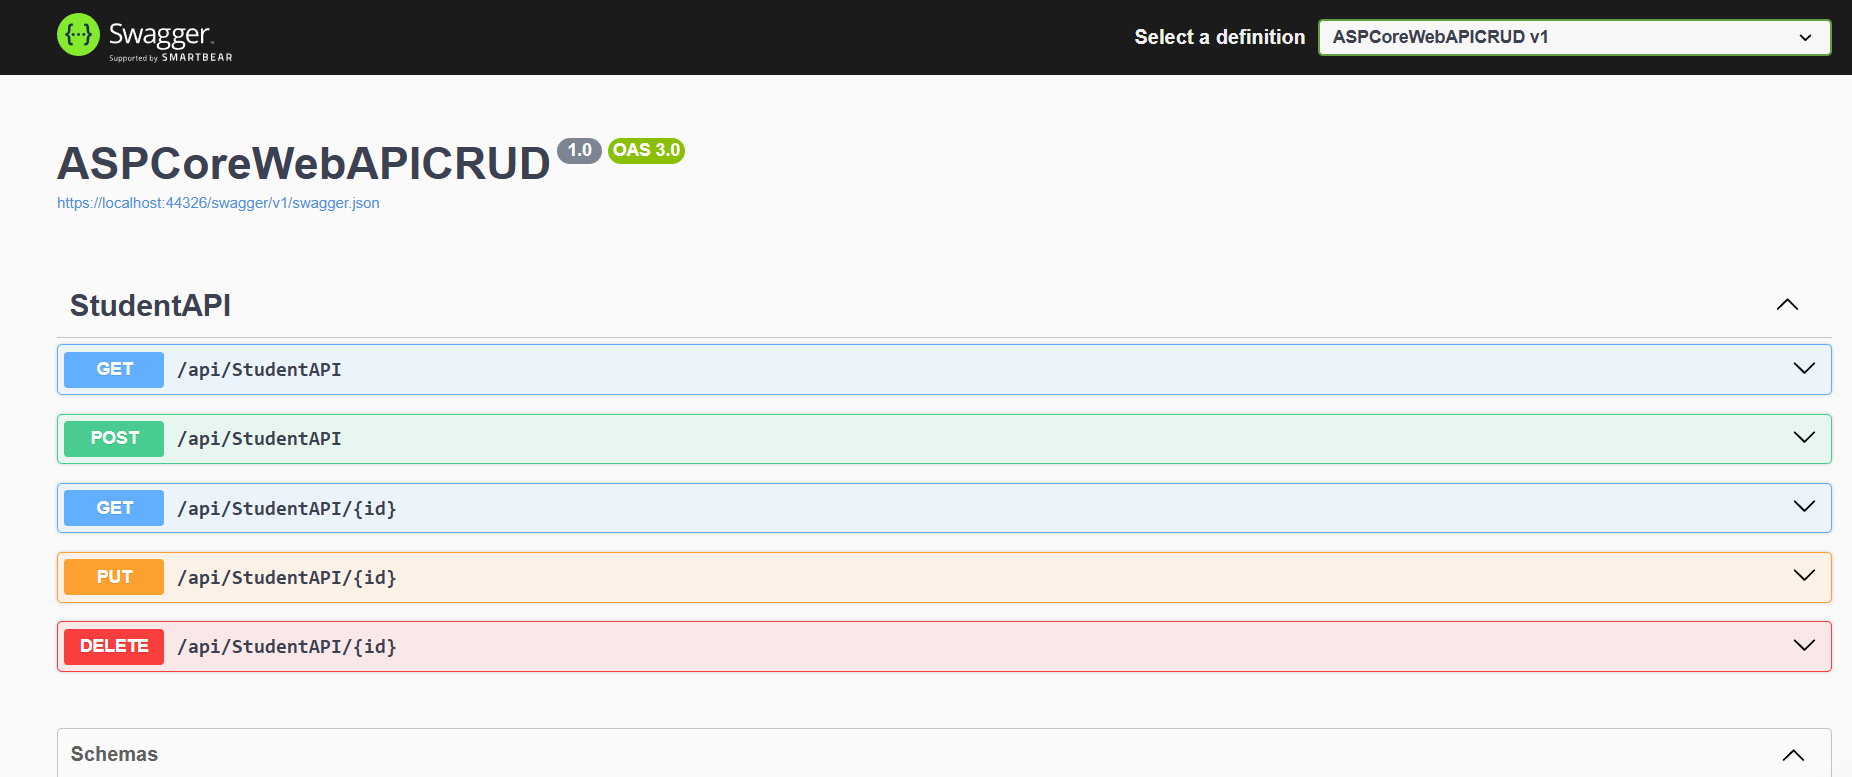 {...} Swagger.
Supported by SMARTBEAR
Select a definition
ASPCoreWebAPICRUD v1
ASPCoreWebAPICRUD 1.0 OAS 3.0
https://localhost:44326/swagger/v1/swagger.json
StudentAPI
GET /api/StudentAPI
POST /api/StudentAPI
GET /api/StudentAPI/{id}
PUT /api/StudentAPI/{id}
DELETE /api/StudentAPI/{id}
Schemas